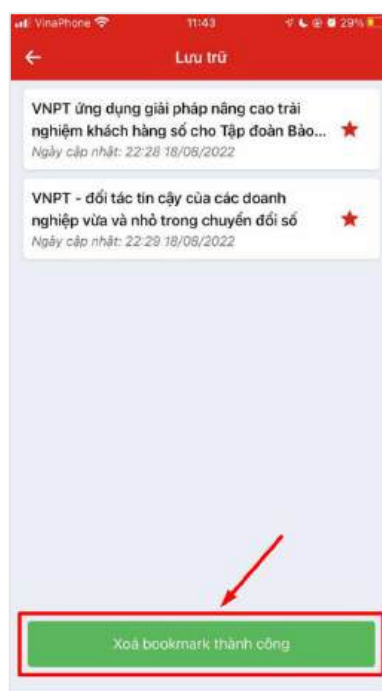 VinaPhone 11:43 29%
Lưu trữ
VNPT ứng dụng giải pháp nâng cao trải
nghiệm khách hàng số cho Tập đoàn Bảo...
Ngày cập nhật: 22:28 18/08/2022
VNPT - đối tác tin cậy của các doanh
nghiệp vừa và nhỏ trong chuyển đổi số
Ngày cập nhật: 22:29 18/08/2022
Xoá bookmark thành công